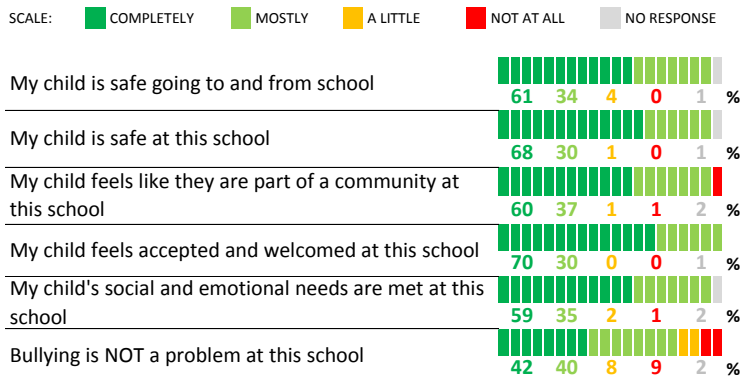 SCALE: COMPLETELY MOSTLY A LITTLE NOT AT ALL NO RESPONSE
My child is safe going to and from school
61 34 4 0 1 %
My child is safe at this school
68 30 1 0 1 %
My child feels like they are part of a community at
this school
60 37 1 1 2 %
My child feels accepted and welcomed at this school
70 30 0 0 1 %
My child's social and emotional needs are met at this
school
59 35 2 1 2 %
Bullying is NOT a problem at this school
42 40 8 9 2 %